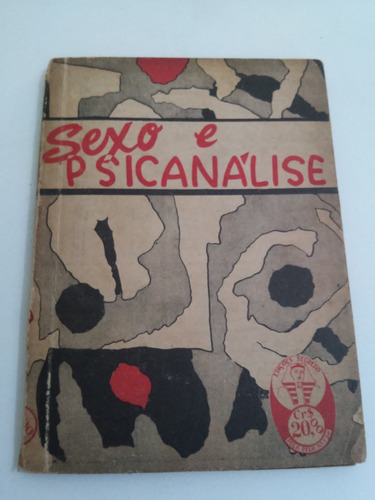 Sexo e
PSICANÁLISE
Cr$
20,00